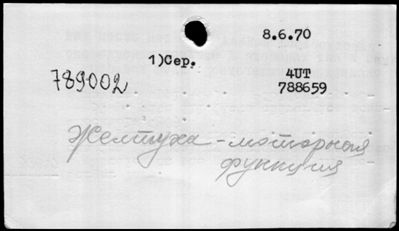 8.6.70
1)Сер.
789002
4UT
788659
Желтуха - моторная
функция